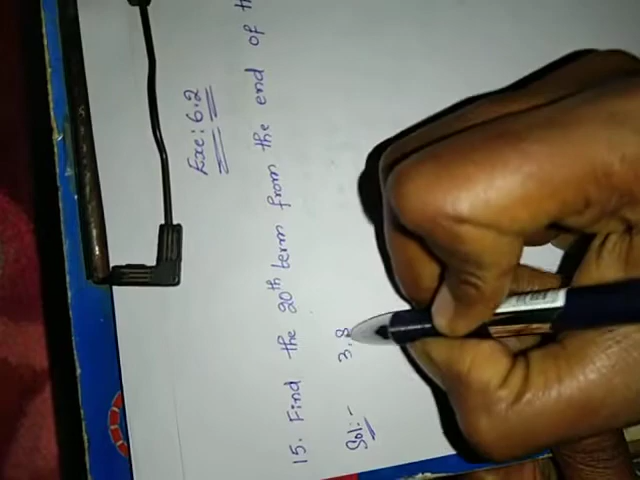 Exe: 6.2
15. Find the 20th term from the end of
Sol:- 3, 8